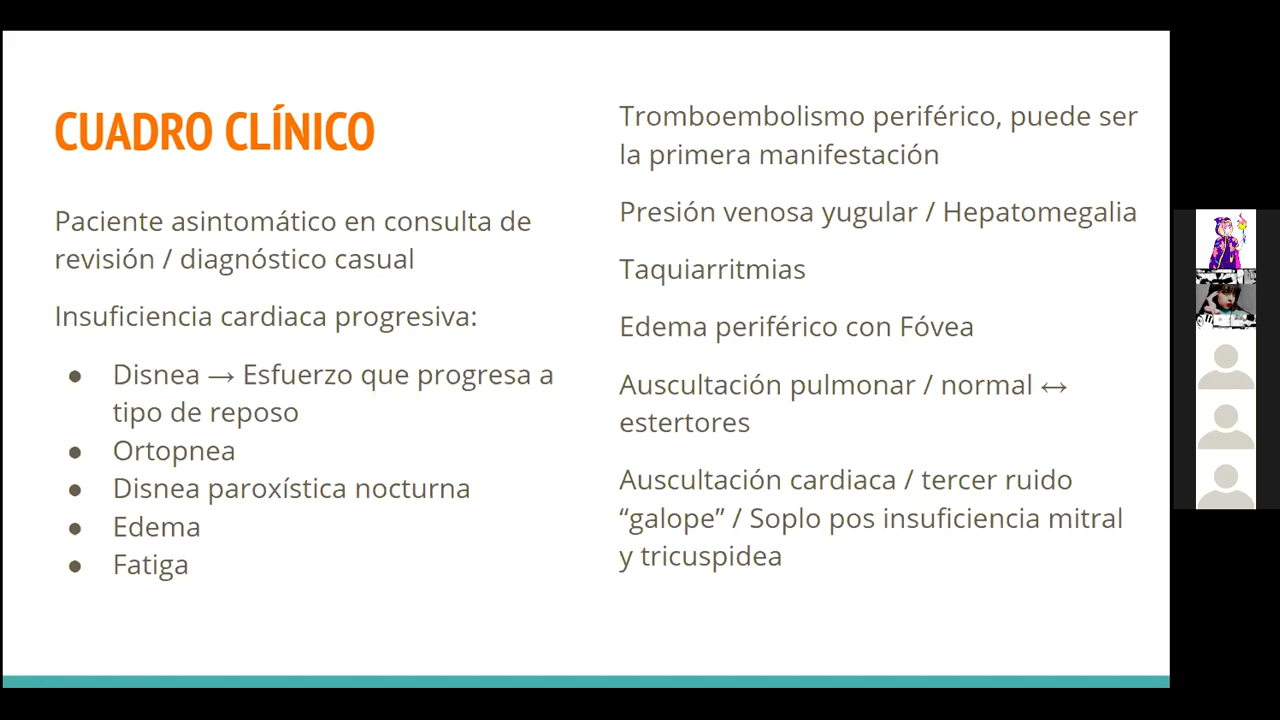 CUADRO CLÍNICO
Paciente asintomático en consulta de
revisión / diagnóstico casual
Insuficiencia cardiaca progresiva:
● Disnea → Esfuerzo que progresa a
tipo de reposo
● Ortopnea
● Disnea paroxística nocturna
● Edema
● Fatiga
Tromboembolismo periférico, puede ser
la primera manifestación
Presión venosa yugular / Hepatomegalia
Taquiarritmias
Edema periférico con Fóvea
Auscultación pulmonar / normal ↔
estertores
Auscultación cardiaca / tercer ruido
“galope” / Soplo pos insuficiencia mitral
y tricuspidea